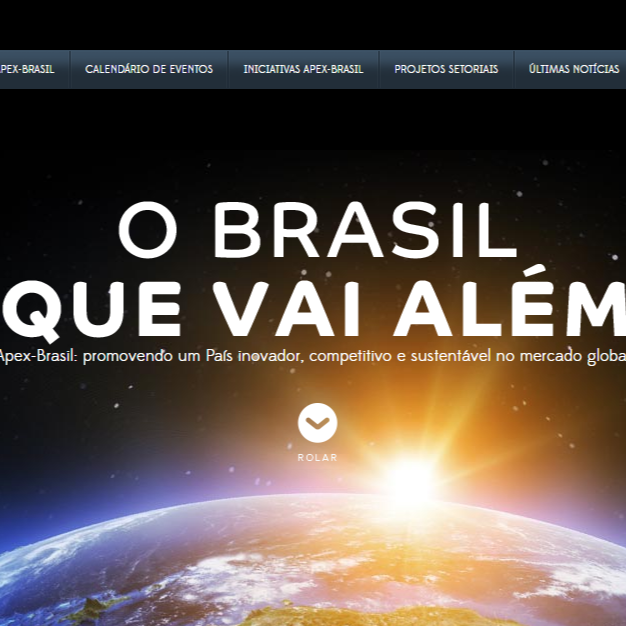 APEX-BRASIL CALENDÁRIO DE EVENTOS INICIATIVAS APEX-BRASIL PROJETOS SETORIAIS ÚLTIMAS NOTÍCIAS
O BRASIL
QUE VAI ALÉM
Apex-Brasil: promovendo um País inovador, competitivo e sustentável no mercado globa
ROLAR